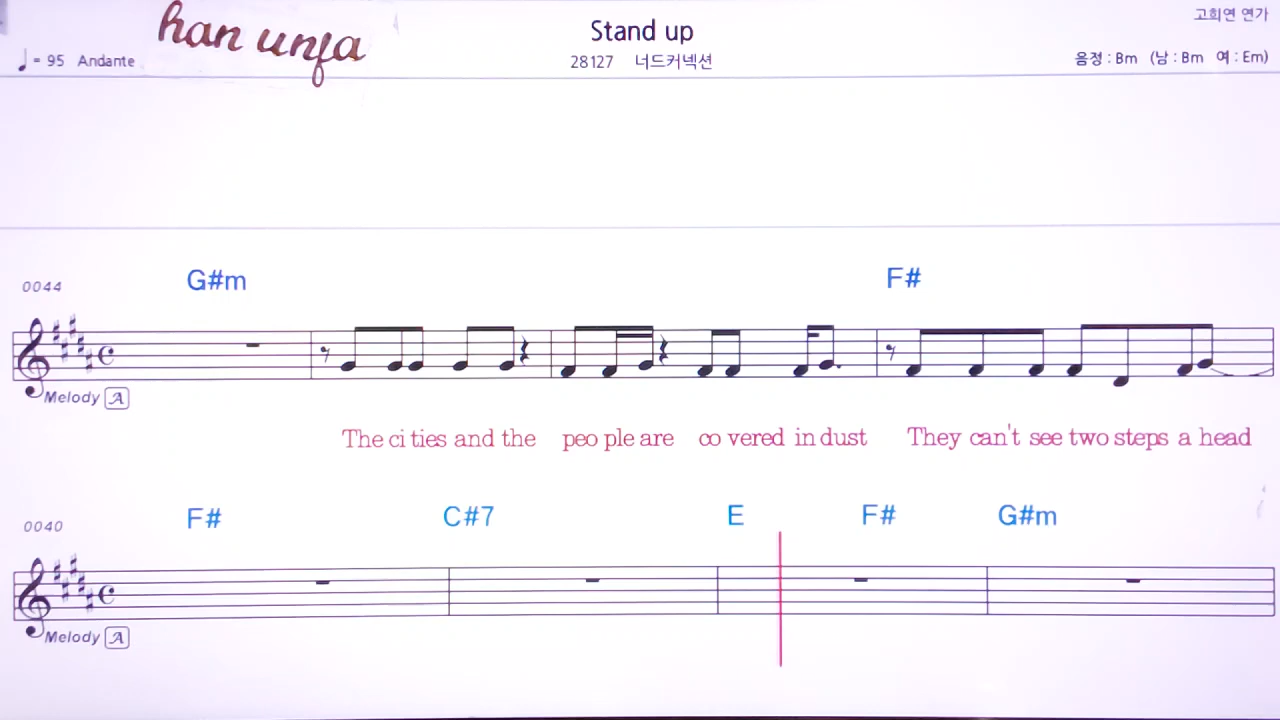 고희연 연가
han unfa
Stand up
♩ = 95 Andante
28127 너드커넥션
음정 : Bm (남 : Bm 여 : Em)
0044
G#m F#
Melody A
The ci ties and the peo ple are co vered in dust They can't see two steps a head
0040
F# C#7 E F# G#m
Melody A